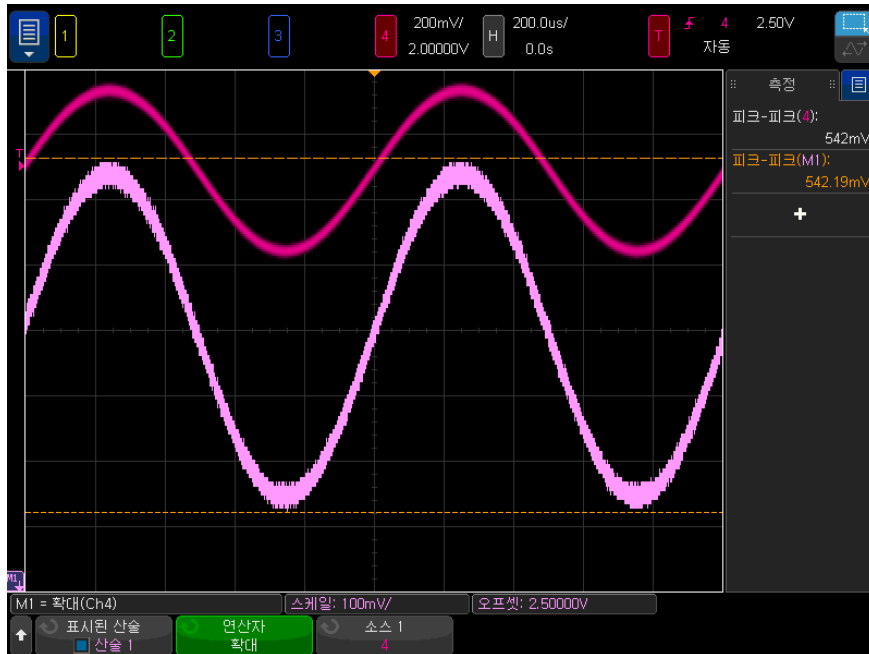 1 2 3 4 200mV/ 2.00000V H 200.0us/ 0.0s T 4 2.50V 자동
측정
피크-피크(4):
542mV
피크-피크(M1):
542.19mV
+
T
M1
M1 = 확대(Ch4) 스케일: 100mV/ 오프셋: 2.50000V
표시된 산술 연산자 소스 1
산술 1 확대 4